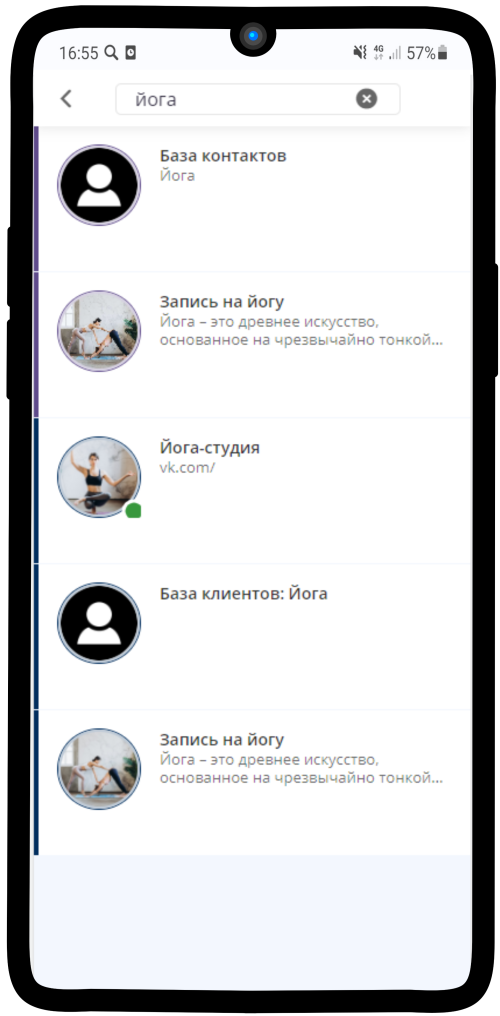 16:55
4G
57%
йога
База контактов
Йога
Запись на йогу
Йога – это древнее искусство,
основанное на чрезвычайно тонкой...
Йога-студия
vk.com/
База клиентов: Йога
Запись на йогу
Йога – это древнее искусство,
основанное на чрезвычайно тонкой...